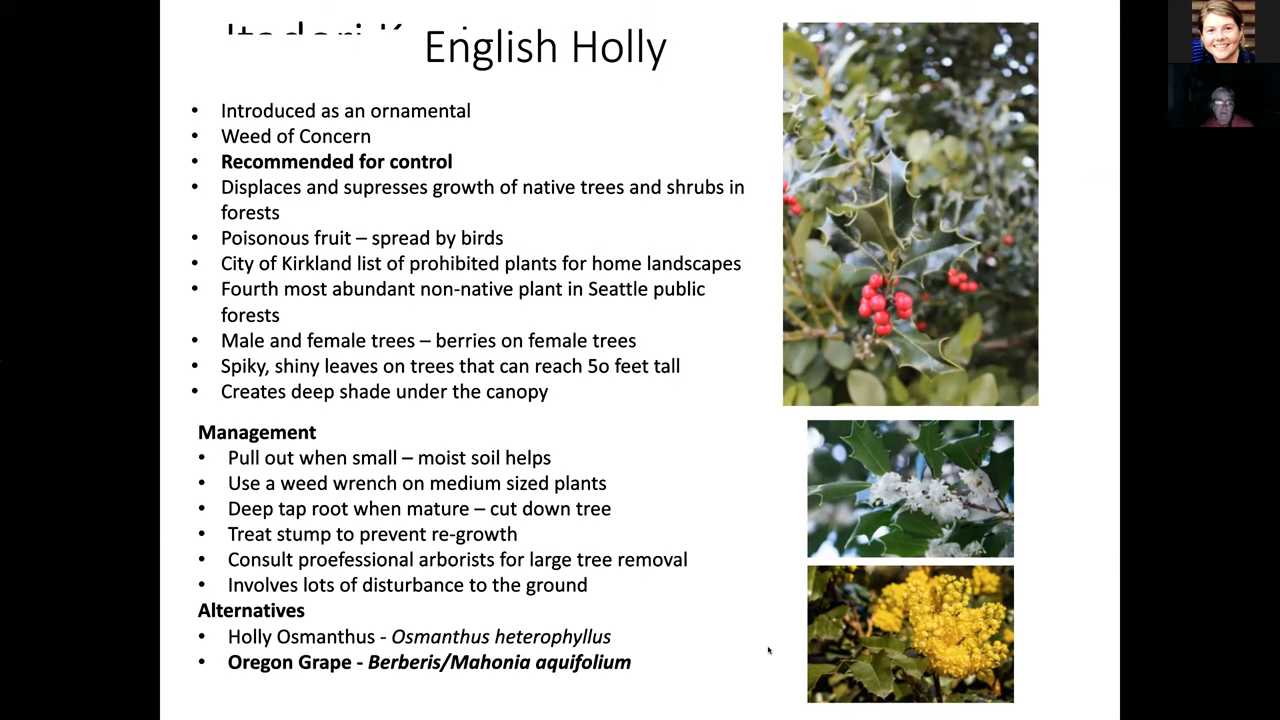 English Holly
• Introduced as an ornamental
• Weed of Concern
• Recommended for control
• Displaces and supresses growth of native trees and shrubs in
forests
• Poisonous fruit – spread by birds
• City of Kirkland list of prohibited plants for home landscapes
• Fourth most abundant non-native plant in Seattle public
forests
• Male and female trees – berries on female trees
• Spiky, shiny leaves on trees that can reach 5o feet tall
• Creates deep shade under the canopy
Management
• Pull out when small – moist soil helps
• Use a weed wrench on medium sized plants
• Deep tap root when mature – cut down tree
• Treat stump to prevent re-growth
• Consult proefessional arborists for large tree removal
• Involves lots of disturbance to the ground
Alternatives
• Holly Osmanthus - Osmanthus heterophyllus
• Oregon Grape - Berberis/Mahonia aquifolium